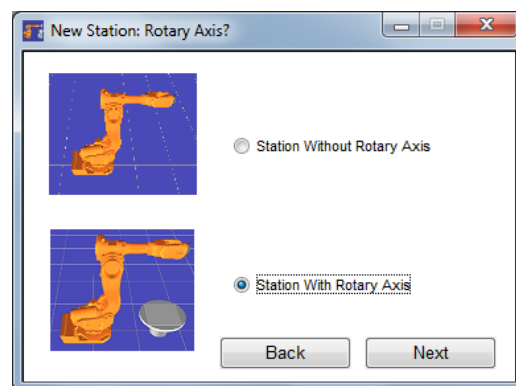 New Station: Rotary Axis?
Station Without Rotary Axis
Station With Rotary Axis
Back
Next